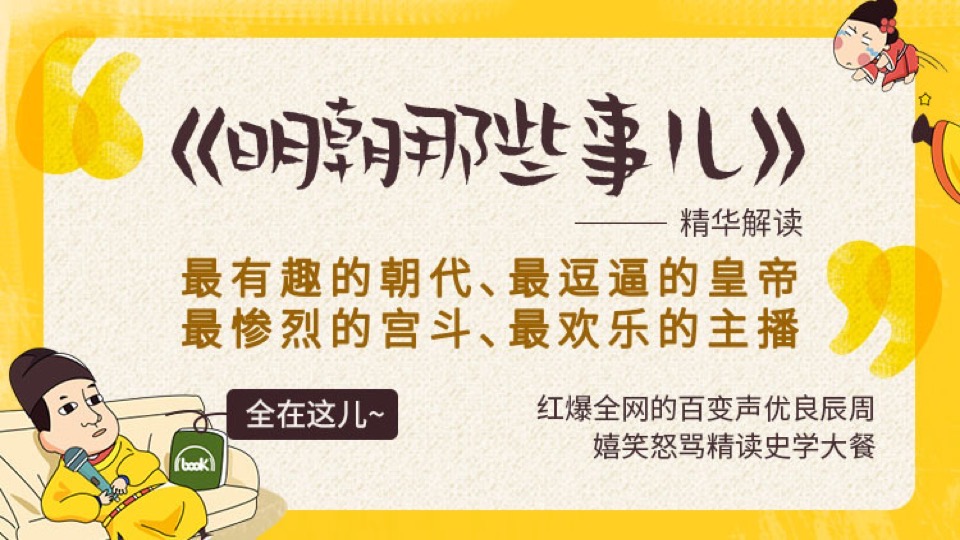 《明朝那些事儿》
——精华解读
最有趣的朝代、最逗逼的皇帝
最惨烈的宫斗、最欢乐的主播
全在这儿~
book
红爆全网的百变声优良辰周
嬉笑怒骂精读史学大餐